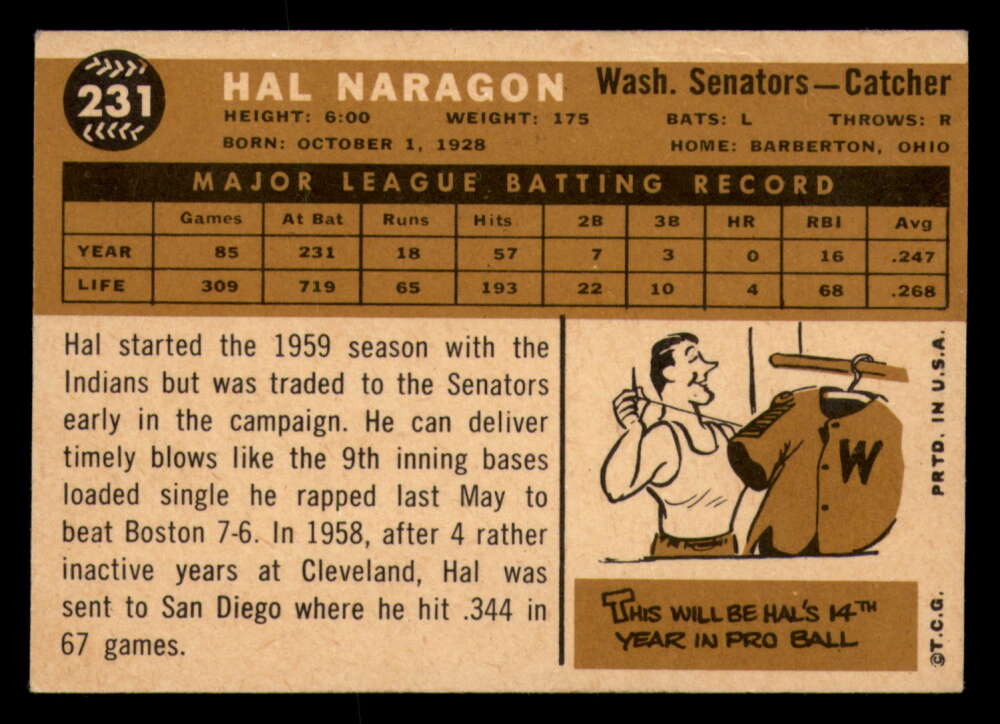 231
HAL NARAGON Wash. Senators—Catcher
HEIGHT: 6:00 WEIGHT: 175 BATS: L THROWS: R
BORN: OCTOBER 1, 1928 HOME: BARBERTON, OHIO
MAJOR LEAGUE BATTING RECORD
Games At Bat Runs Hits 2B 3B HR RBI Avg
YEAR 85 231 18 57 7 3 0 16 .247
LIFE 309 719 65 193 22 10 4 68 .268
Hal started the 1959 season with the
Indians but was traded to the Senators
early in the campaign. He can deliver
timely blows like the 9th inning bases
loaded single he rapped last May to
beat Boston 7-6. In 1958, after 4 rather
inactive years at Cleveland, Hal was
sent to San Diego where he hit .344 in
67 games.
W
THIS WILL BE HAL'S 14TH
YEAR IN PRO BALL
©T.C.G. PRTD. IN U.S.A.